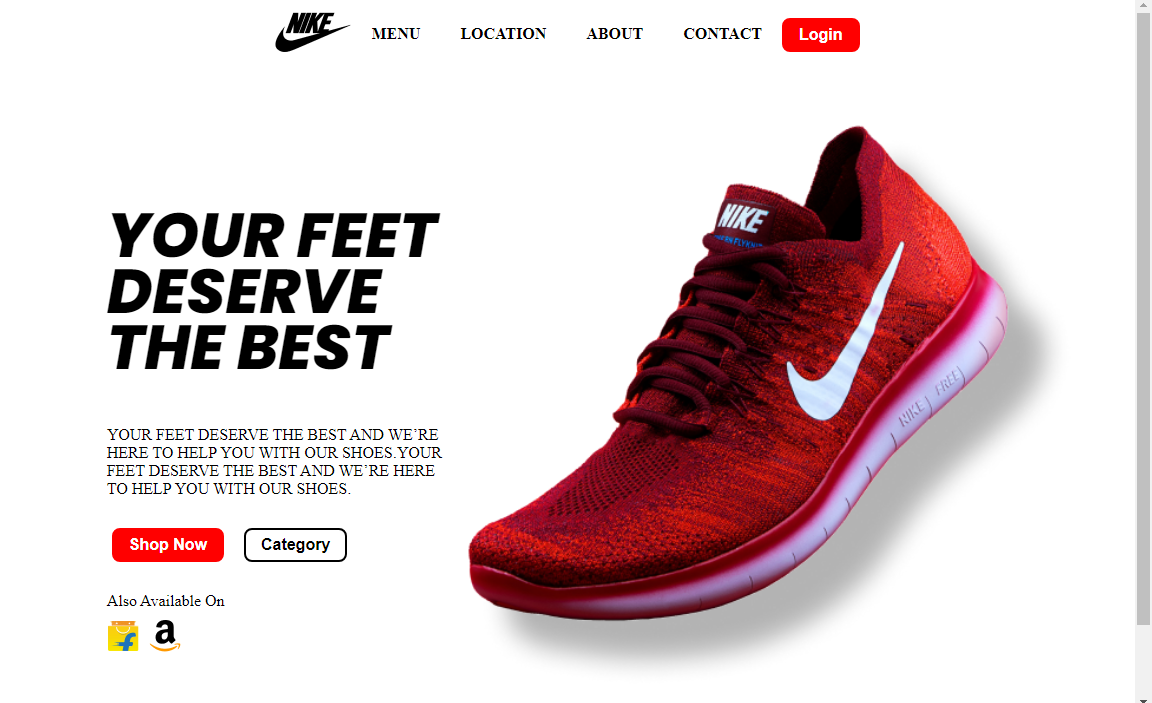 NIKE
MENU LOCATION ABOUT CONTACT Login
YOUR FEET
DESERVE
THE BEST
NIKE
YOUR FEET DESERVE THE BEST AND WE’RE
HERE TO HELP YOU WITH OUR SHOES.YOUR
FEET DESERVE THE BEST AND WE’RE HERE
TO HELP YOU WITH OUR SHOES.
NIKE FREE
Shop Now Category
Also Available On
f a